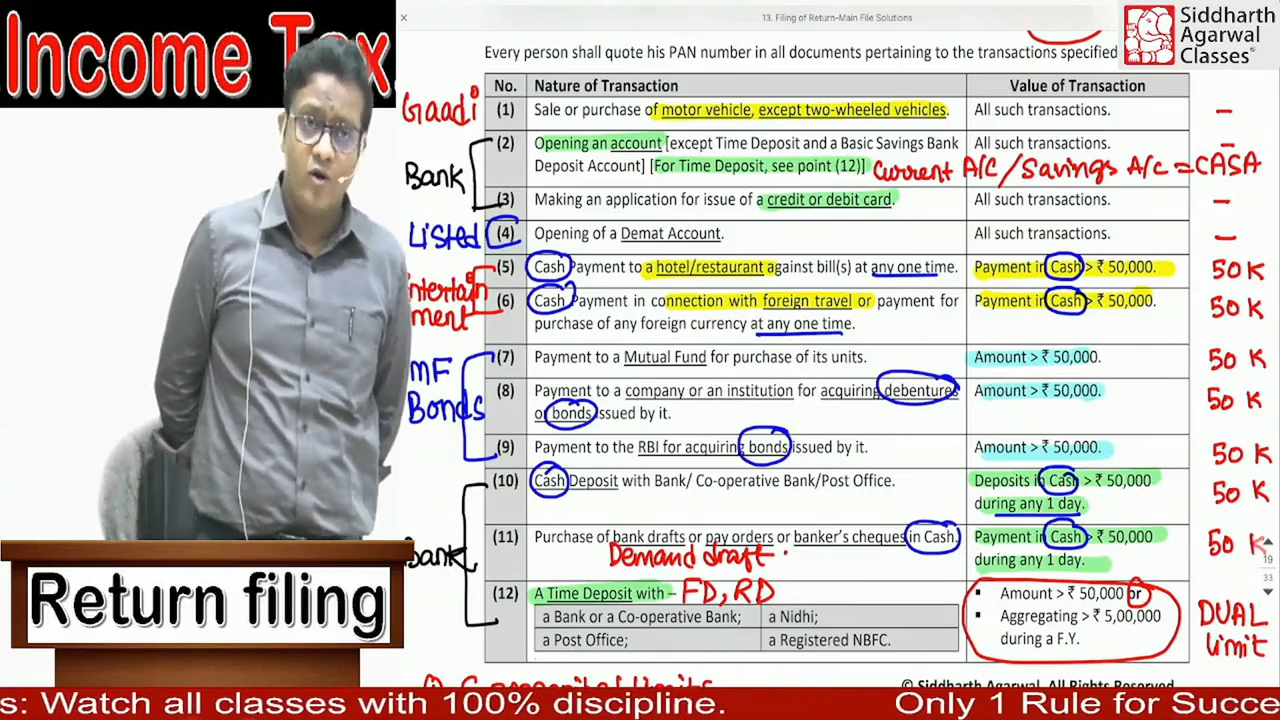 Income Tax.
13. Filing of Return-Main File Solutions
Siddharth
Agarwal
Classes
Every person shall quote his PAN number in all documents pertaining to the transactions specified
No. Nature of Transaction Value of Transaction
Gaadi (1) Sale or purchase of motor vehicle, except two-wheeled vehicles. All such transactions. -
Bank (2) Opening an account [except Time Deposit and a Basic Savings Bank All such transactions. -
Deposit Account] [For Time Deposit, see point (12)] Current A/C/Savings A/c = CASA
(3) Making an application for issue of a credit or debit card. All such transactions. -
Listed (4) Opening of a Demat Account. All such transactions. -
(5) Cash Payment to a hotel/restaurant against bill(s) at any one time. Payment in Cash > ₹ 50,000. 50 K
ntertain
ment
(6) Cash Payment in connection with foreign travel or payment for Payment in Cash > ₹ 50,000. 50 K
purchase of any foreign currency at any one time.
MF
Bonds
(7) Payment to a Mutual Fund for purchase of its units. Amount > ₹ 50,000. 50 K
(8) Payment to a company or an institution for acquiring debentures Amount > ₹ 50,000. 50 K
or bonds issued by it.
(9) Payment to the RBI for acquiring bonds issued by it. Amount > ₹ 50,000. 50 K
Bank
(10) Cash Deposit with Bank/ Co-operative Bank/Post Office. Deposits in Cash > ₹ 50,000 50 K
during any 1 day.
(11) Purchase of bank drafts or pay orders or banker's cheques in Cash. Payment in Cash > ₹ 50,000 50 K
Demand draft. during any 1 day.
(12) A Time Deposit with - FD, RD Amount > ₹ 50,000 or
a Bank or a Co-operative Bank; a Nidhi; Aggregating > ₹ 5,00,000 DUAL
a Post Office; a Registered NBFC. during a F.Y. limit
19
33
© Siddharth Agarwal. All Rights Reserved
Return filing
s: Watch all classes with 100% discipline. Only 1 Rule for Succe